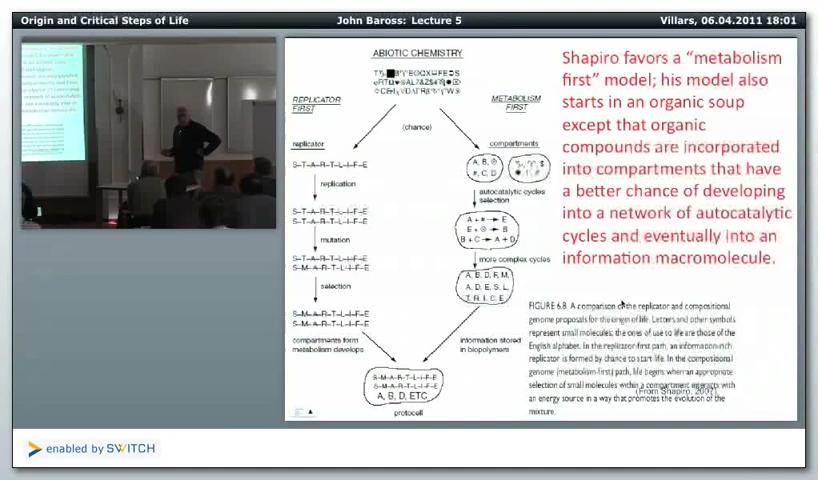 Origin and Critical Steps of Life
John Baross: Lecture 5
Villars, 06.04.2011 18:01
ABIOTIC CHEMISTRY
REPLICATOR
FIRST
METABOLISM
FIRST
(chance)
replicator
compartments
S-T-A-R-T-L-I-F-E
A, B,
#, C, D
replication
autocatalytic cycles
selection
S-T-A-R-T-L-I-F-E
S-T-A-R-T-L-I-F-E
A + # → E
E + ⊙ → B
B + C → A + D
mutation
more complex cycles
S-T-A-R-T-L-I-F-E
S-M-A-R-T-L-I-F-E
A, B, D, F, M,
A, D, E, S, L,
T, R, I, C, E
selection
S-M-A-R-T-L-I-F-E
S-M-A-R-T-L-I-F-E
compartments form
metabolism develops
information stored
in biopolymers
S-M-A-R-T-L-I-F-E
S-M-A-R-T-L-I-F-E
A, B, D, ETC
protocell
Shapiro favors a “metabolism
first” model; his model also
starts in an organic soup
except that organic
compounds are incorporated
into compartments that have
a better chance of developing
into a network of autocatalytic
cycles and eventually into an
information macromolecule.
FIGURE 6.8 A comparison of the replicator and compositional
genome proposals for the origin of life. Letters and other symbols
represent small molecules; the ones of use to life are those of the
English alphabet. In the replicator-first path, an information-rich
replicator is formed by chance to start life. In the compositional
genome (metabolism-first) path, life begins when an appropriate
selection of small molecules within a compartment interacts with
(From Shapiro, 2007)
an energy source in a way that promotes the evolution of the
mixture.
enabled by SWITCH